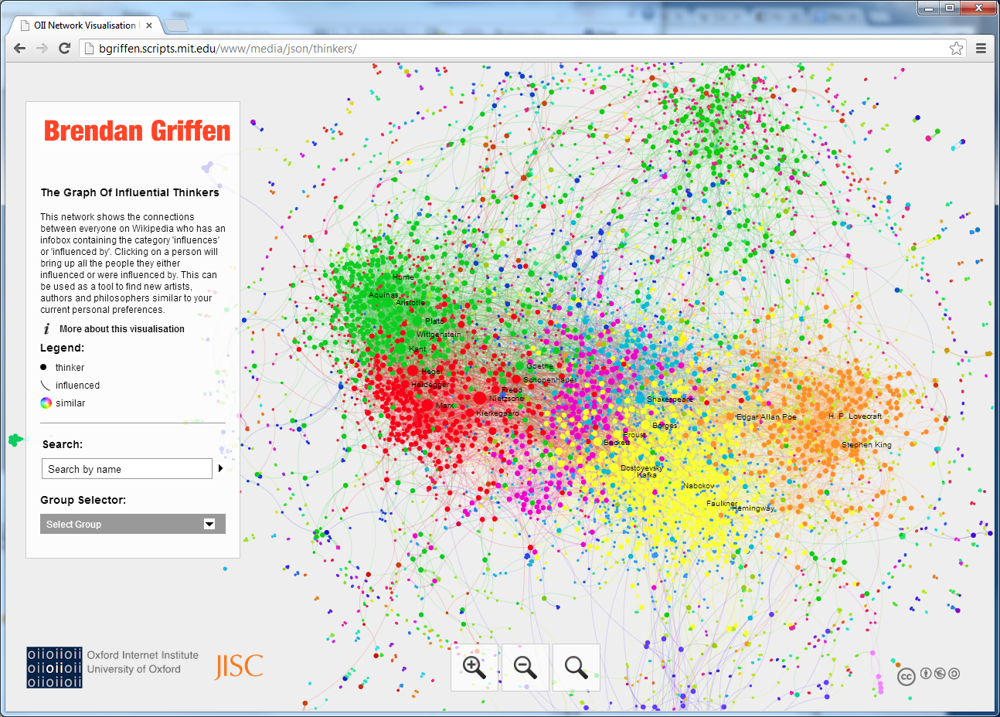 OII Network Visualisation
bgriffen.scripts.mit.edu/www/media/json/thinkers/
Brendan Griffen
The Graph Of Influential Thinkers
This network shows the connections
between everyone on Wikipedia who has an
infobox containing the category 'influences'
or 'influenced by'. Clicking on a person will
bring up all the people they either
influenced or were influenced by. This can
be used as a tool to find new artists,
authors and philosophers similar to your
current personal preferences.
i More about this visualisation
Legend:
thinker
influenced
similar
Search:
Search by name
Group Selector:
Select Group
Hume
Aquinas
Aristotle
Plato
Wittgenstein
Kant
Hegel
Heidegger
Marx
Goethe
Schopenhauer
Freud
Nietzsche
Kierkegaard
Shakespeare
Borges
Proust
Beckett
Dostoyevsky
Kafka
Nabokov
Faulkner
Hemingway
Edgar Allan Poe
H. P. Lovecraft
Stephen King
oiioiioii
oiioiioii
oiioiioii
Oxford Internet Institute
University of Oxford
JISC
cc